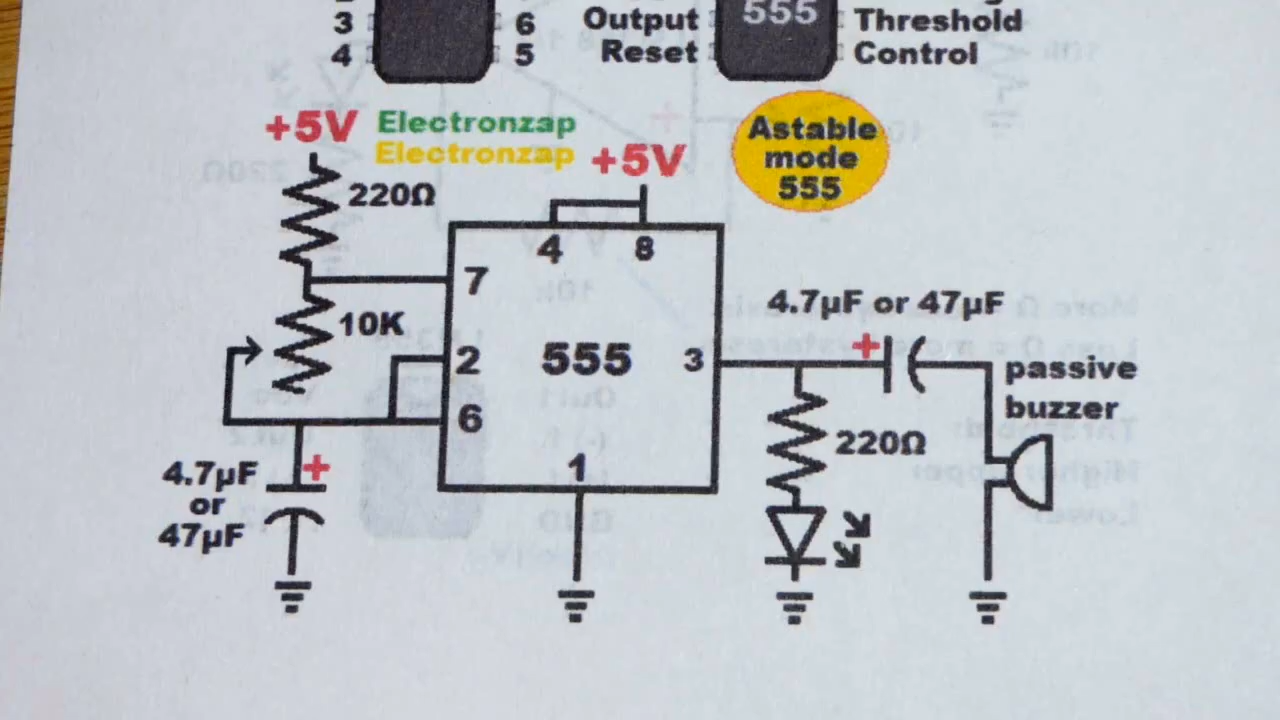 3
6
Output
555
Threshold
4
5
Reset
Control
+5V
Electronzap
Electronzap
+5V
Astable
mode
555
220Ω
4
8
7
10K
2
555
3
6
1
4.7µF or 47µF
+
passive
buzzer
220Ω
+
4.7µF
or
47µF